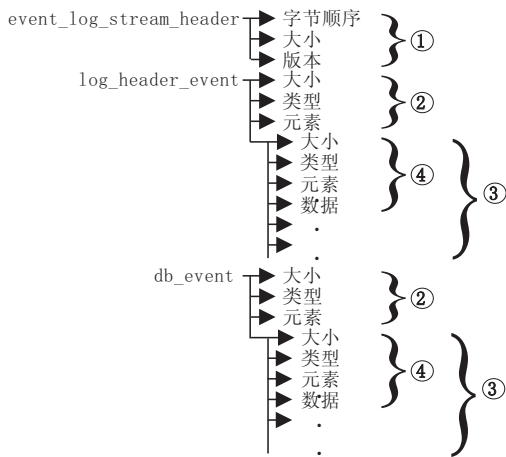 event_log_stream_header 字节顺序
大小 ①
版本
log_header_event 大小
类型 ②
元素
大小
类型
元素 ④ ③
数据
.
.
db_event 大小
类型 ②
元素
大小
类型
元素 ④ ③
数据
.
.